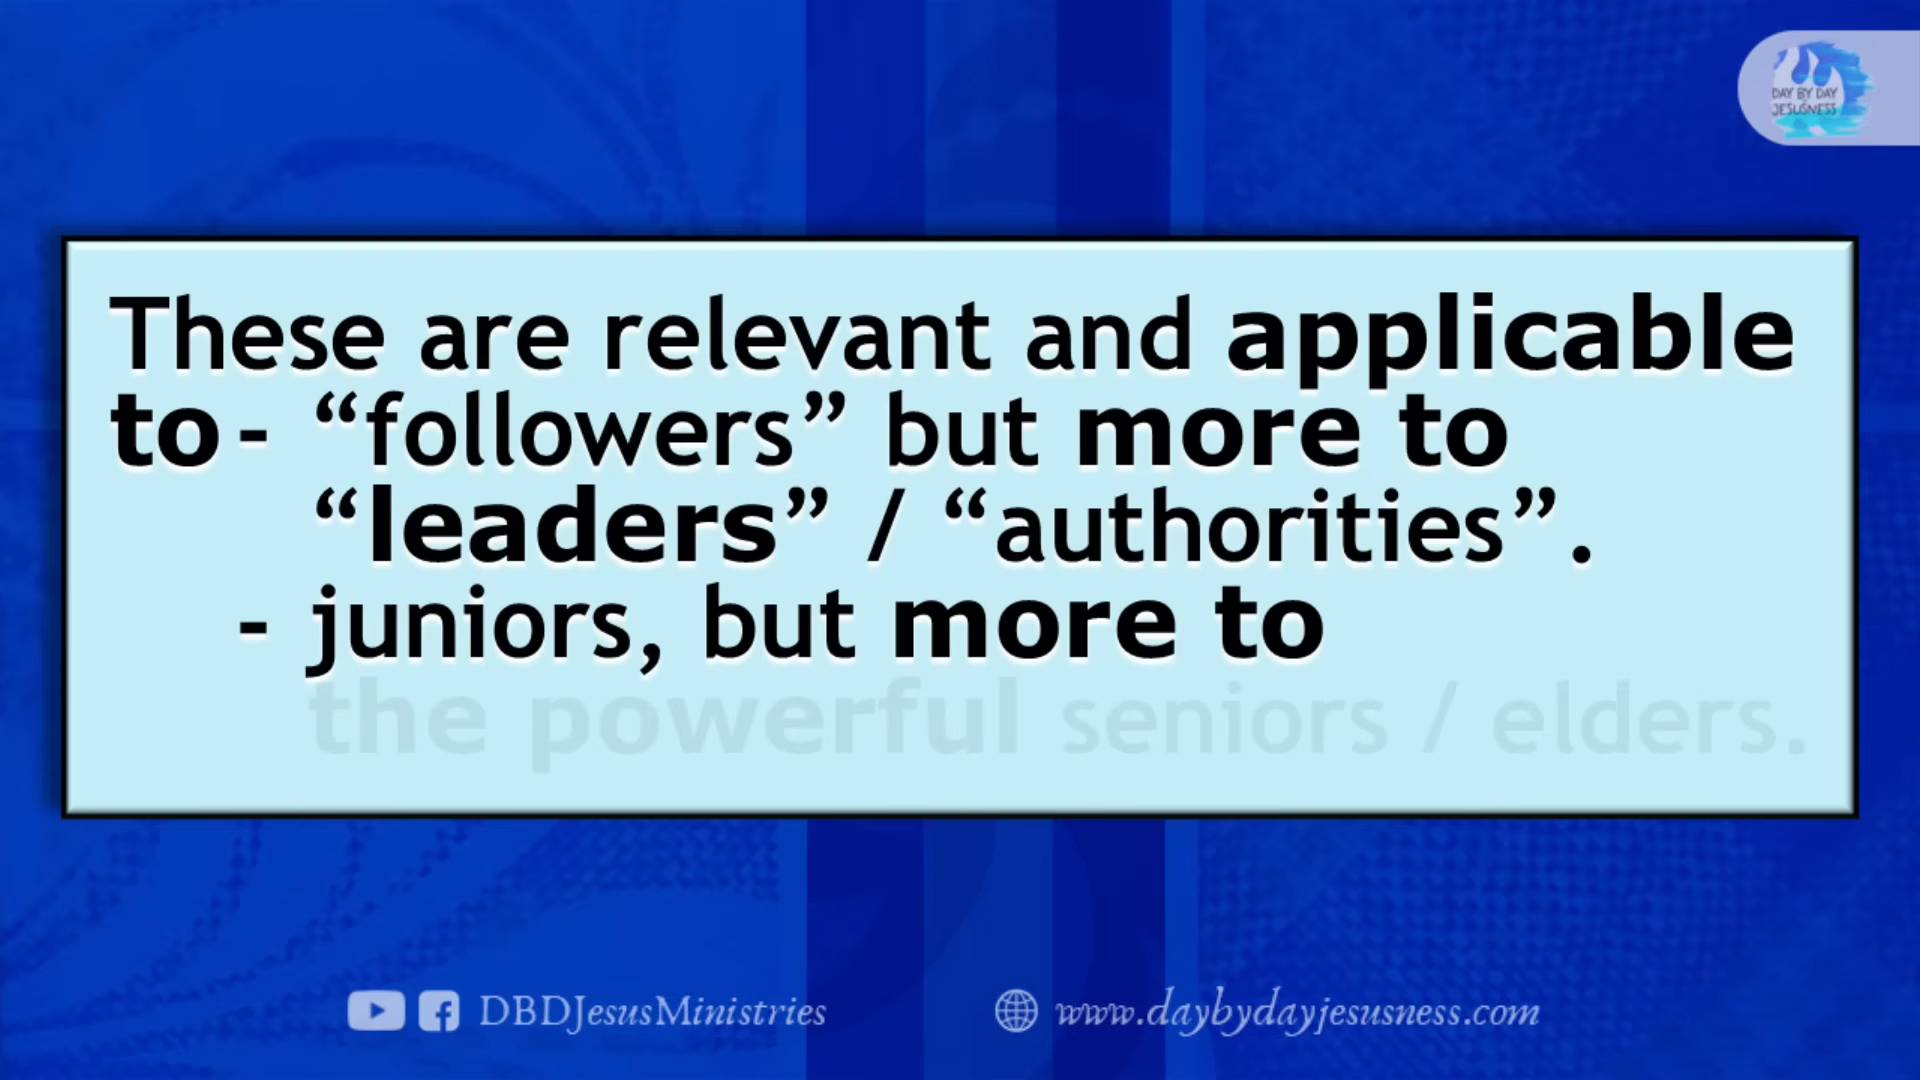 DAY BY DAY
JESUSNESS
These are relevant and applicable
to - “followers” but more to
“leaders” / “authorities”.
- juniors, but more to
the powerful seniors / elders.
DBDJesusMinistries
www.daybydayjesusness.com